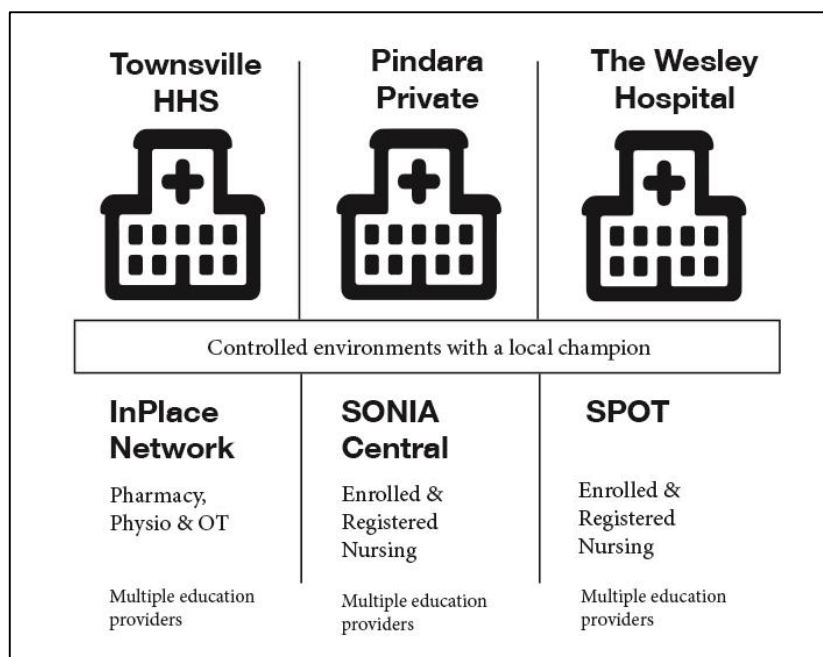 Townsville
HHS
Pindara
Private
The Wesley
Hospital
Controlled environments with a local champion
InPlace
Network
Pharmacy,
Physio & OT
Multiple education
providers
SONIA
Central
Enrolled &
Registered
Nursing
Multiple education
providers
SPOT
Enrolled &
Registered
Nursing
Multiple education
providers